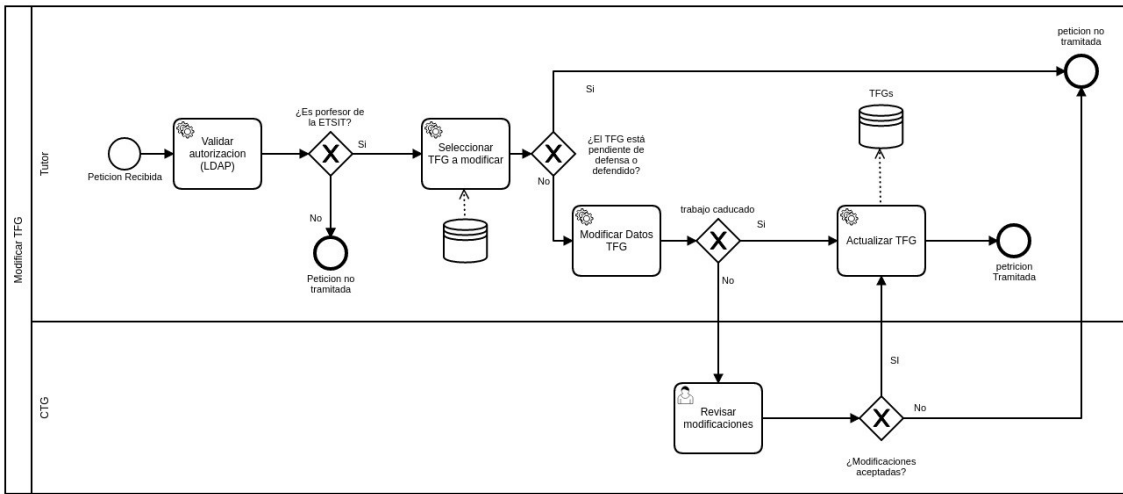 Modificar TFG
Tutor
Peticion Recibida
Validar
autorizacion
(LDAP)
¿Es porfesor de
la ETSIT?
Si
No
Peticion no
tramitada
Seleccionar
TFG a modificar
Si
¿El TFG está
pendiente de
defensa o
defendido?
No
Modificar Datos
TFG
trabajo caducado
Si
No
TFGs
Actualizar TFG
petricion
Tramitada
peticion no
tramitada
CTG
Revisar
modificaciones
SI
No
¿Modificaciones
aceptadas?